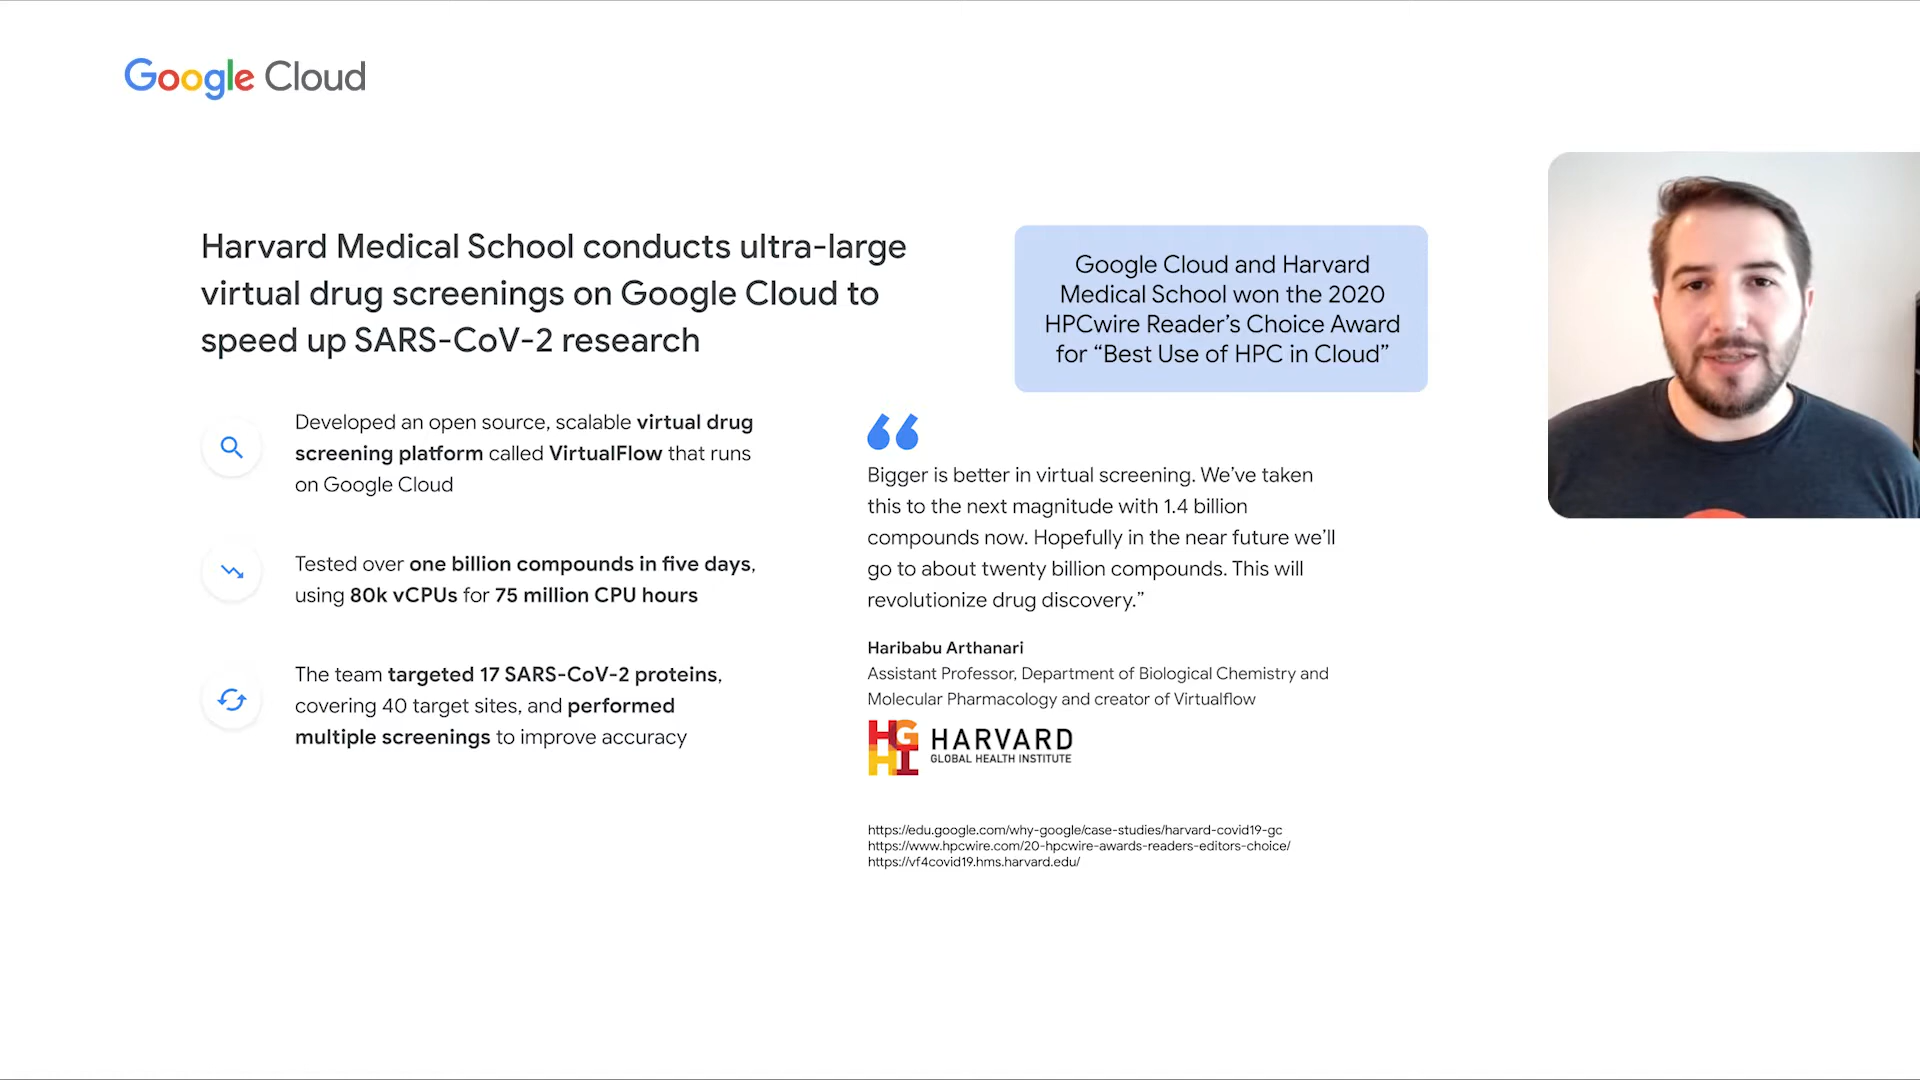 Google Cloud
Harvard Medical School conducts ultra-large
virtual drug screenings on Google Cloud to
speed up SARS-CoV-2 research
Developed an open source, scalable virtual drug
screening platform called VirtualFlow that runs
on Google Cloud
Tested over one billion compounds in five days,
using 80k vCPUs for 75 million CPU hours
The team targeted 17 SARS-CoV-2 proteins,
covering 40 target sites, and performed
multiple screenings to improve accuracy
Google Cloud and Harvard
Medical School won the 2020
HPCwire Reader’s Choice Award
for “Best Use of HPC in Cloud”
“
Bigger is better in virtual screening. We’ve taken
this to the next magnitude with 1.4 billion
compounds now. Hopefully in the near future we’ll
go to about twenty billion compounds. This will
revolutionize drug discovery.”
Haribabu Arthanari
Assistant Professor, Department of Biological Chemistry and
Molecular Pharmacology and creator of Virtualflow
HG
HI
HARVARD
GLOBAL HEALTH INSTITUTE
https://edu.google.com/why-google/case-studies/harvard-covid19-gc
https://www.hpcwire.com/20-hpcwire-awards-readers-editors-choice/
https://vf4covid19.hms.harvard.edu/